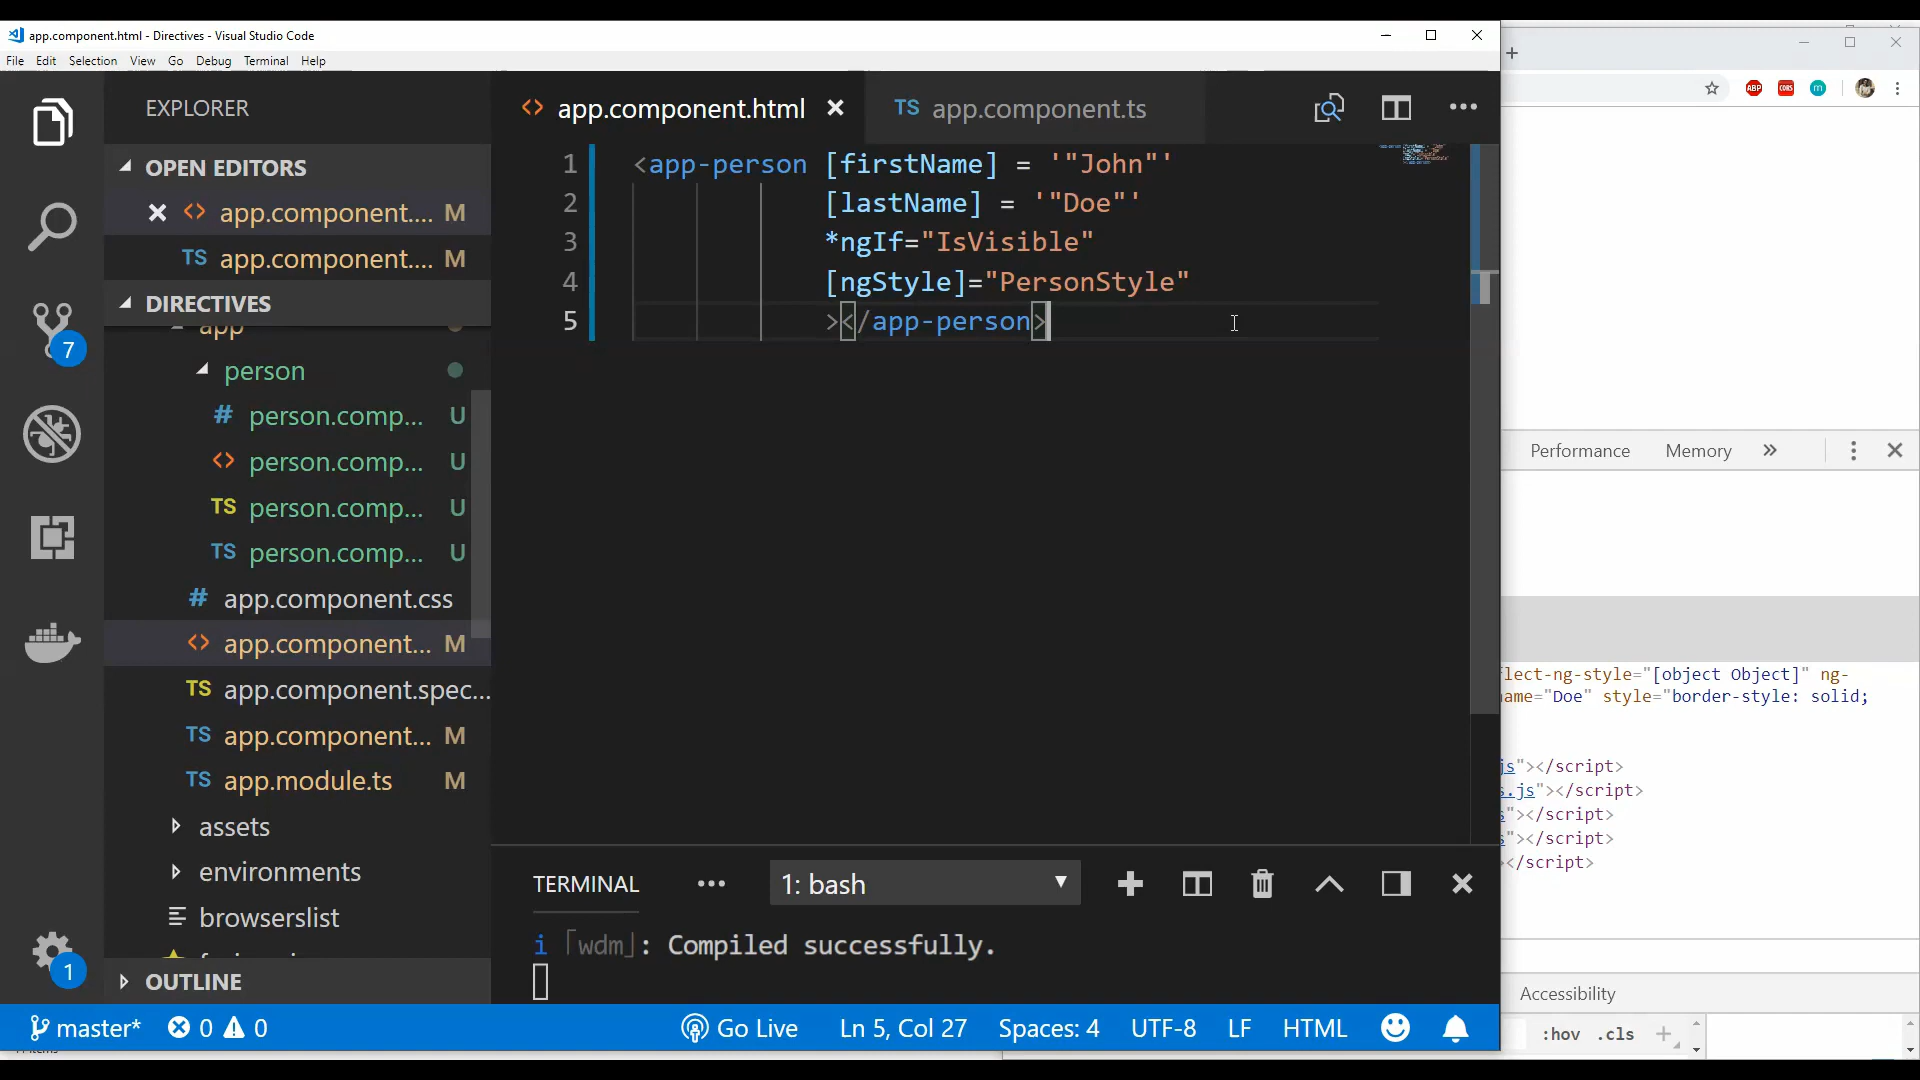 app.component.html - Directives - Visual Studio Code
File Edit Selection View Go Debug Terminal Help
EXPLORER
OPEN EDITORS
app.component.... M
TS app.component.... M
DIRECTIVES
app
person
# person.comp... U
<> person.comp... U
TS person.comp... U
TS person.comp... U
# app.component.css
<> app.component... M
TS app.component.spec...
TS app.component... M
TS app.module.ts M
assets
environments
browserslist
OUTLINE
7
1
<> app.component.html
TS app.component.ts
1 <app-person [firstName] = '"John"'
2 [lastName] = '"Doe"'
3 *ngIf="IsVisible"
4 [ngStyle]="PersonStyle"
5 ></app-person>
TERMINAL ... 1: bash
i ｢wdm｣: Compiled successfully.
master* 0 0 Go Live Ln 5, Col 27 Spaces: 4 UTF-8 LF HTML
ABP CORS m
Performance Memory »
flect-ng-style="[object Object]" ng-
ame="Doe" style="border-style: solid;
js"></script>
s.js"></script>
s"></script>
s"></script>
></script>
Accessibility
:hov .cls +